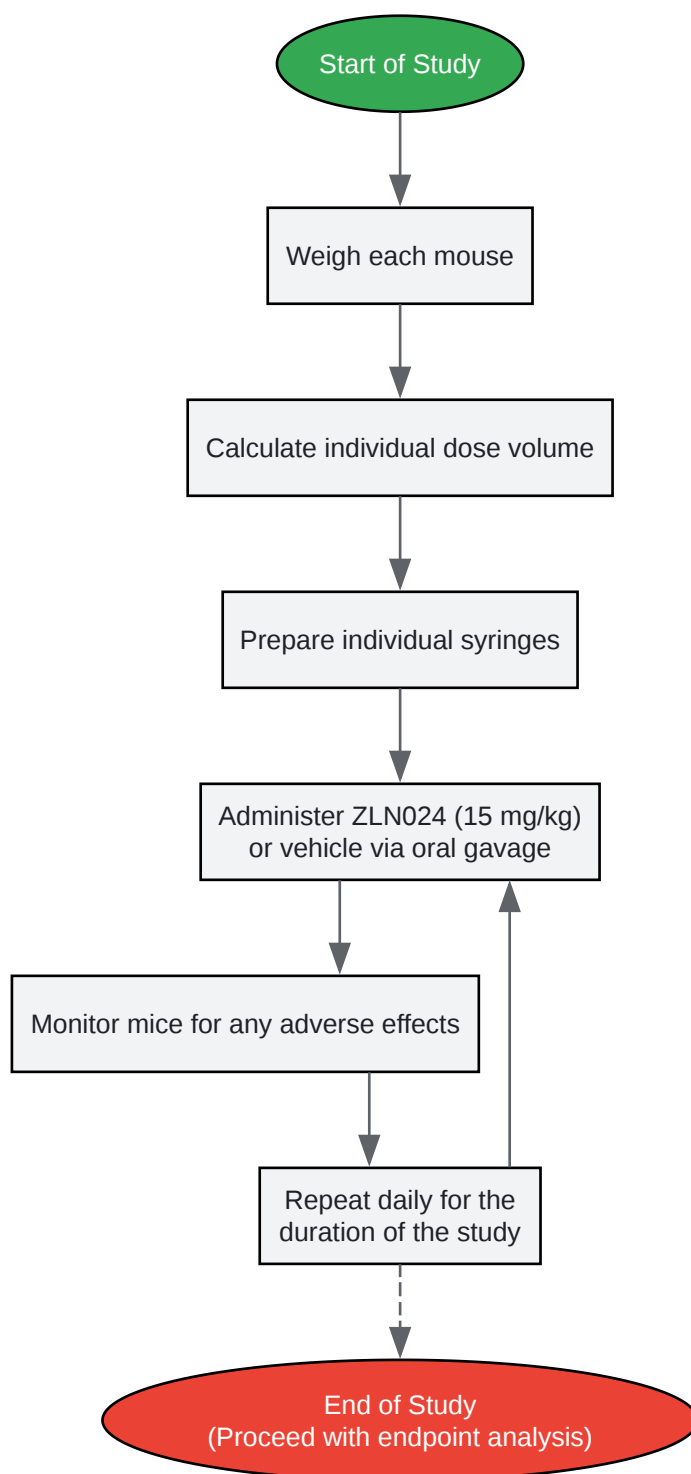 Start of Study
Weigh each mouse
Calculate individual dose volume
Prepare individual syringes
Administer ZLN024 (15 mg/kg)
or vehicle via oral gavage
Monitor mice for any adverse effects
Repeat daily for the
duration of the study
End of Study
(Proceed with endpoint analysis)